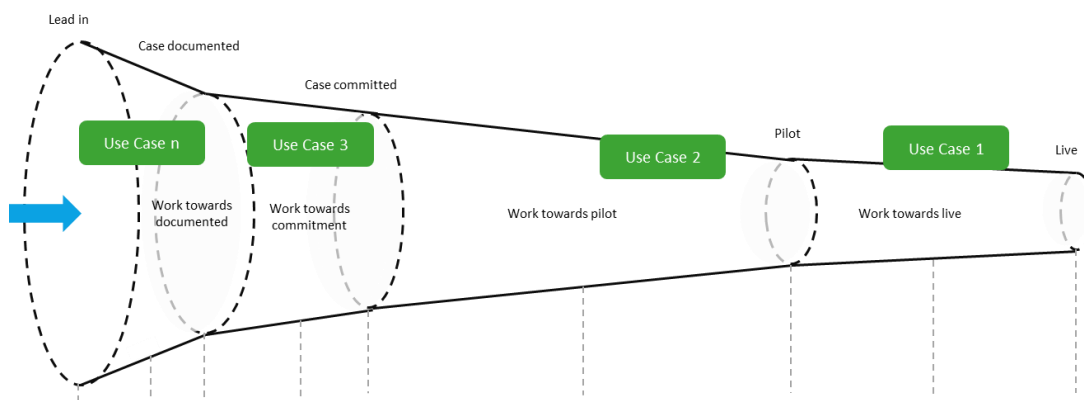 Lead in
Case documented
Case committed
Pilot
Live
Use Case n
Use Case 3
Use Case 2
Use Case 1
Work towards
documented
Work towards
commitment
Work towards pilot
Work towards live